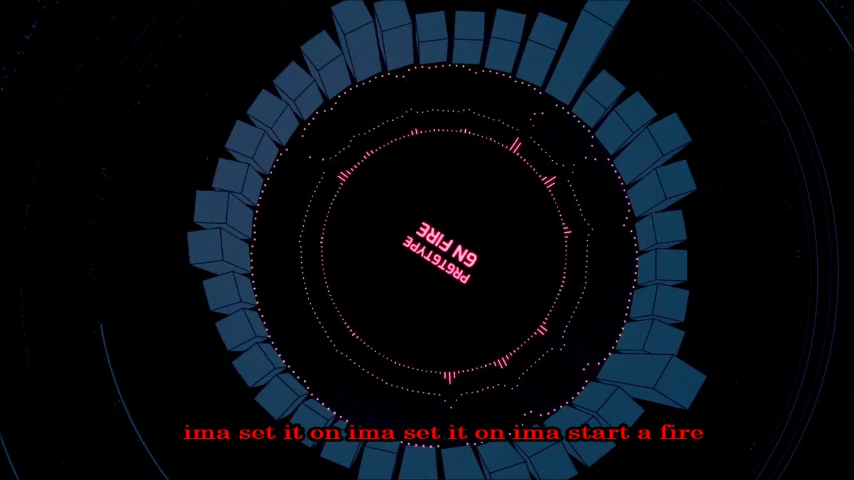 PR6T6TYPE
6N FIRE
ima set it on ima set it on ima start a fire